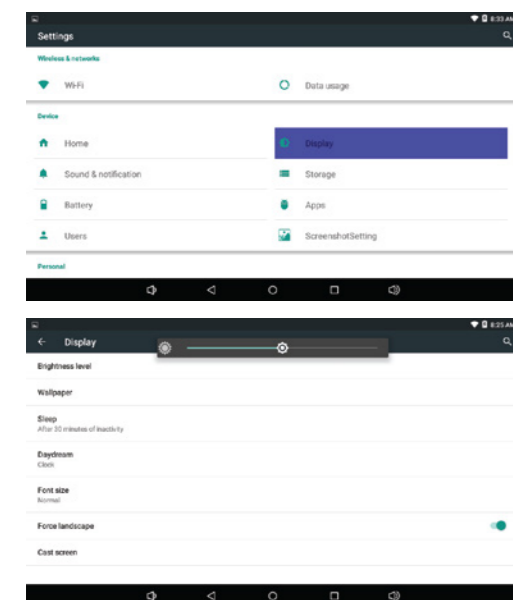 8:33 AM
Settings
Wireless & networks
Wi-Fi Data usage
Device
Home Display
Sound & notification Storage
Battery Apps
Users ScreenshotSetting
Personal
8:25 AM
Display
Brightness level
Wallpaper
Sleep
After 30 minutes of inactivity
Daydream
Clock
Font size
Normal
Force landscape
Cast screen